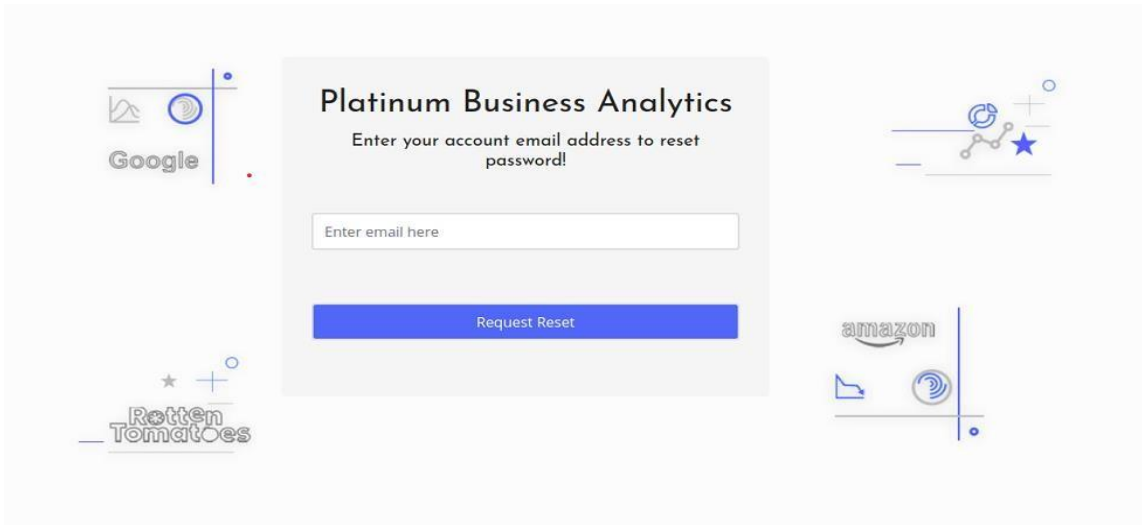 Platinum Business Analytics
Enter your account email address to reset
password!
Google
Enter email here
Request Reset
amazon
Rotten
Tomatoes